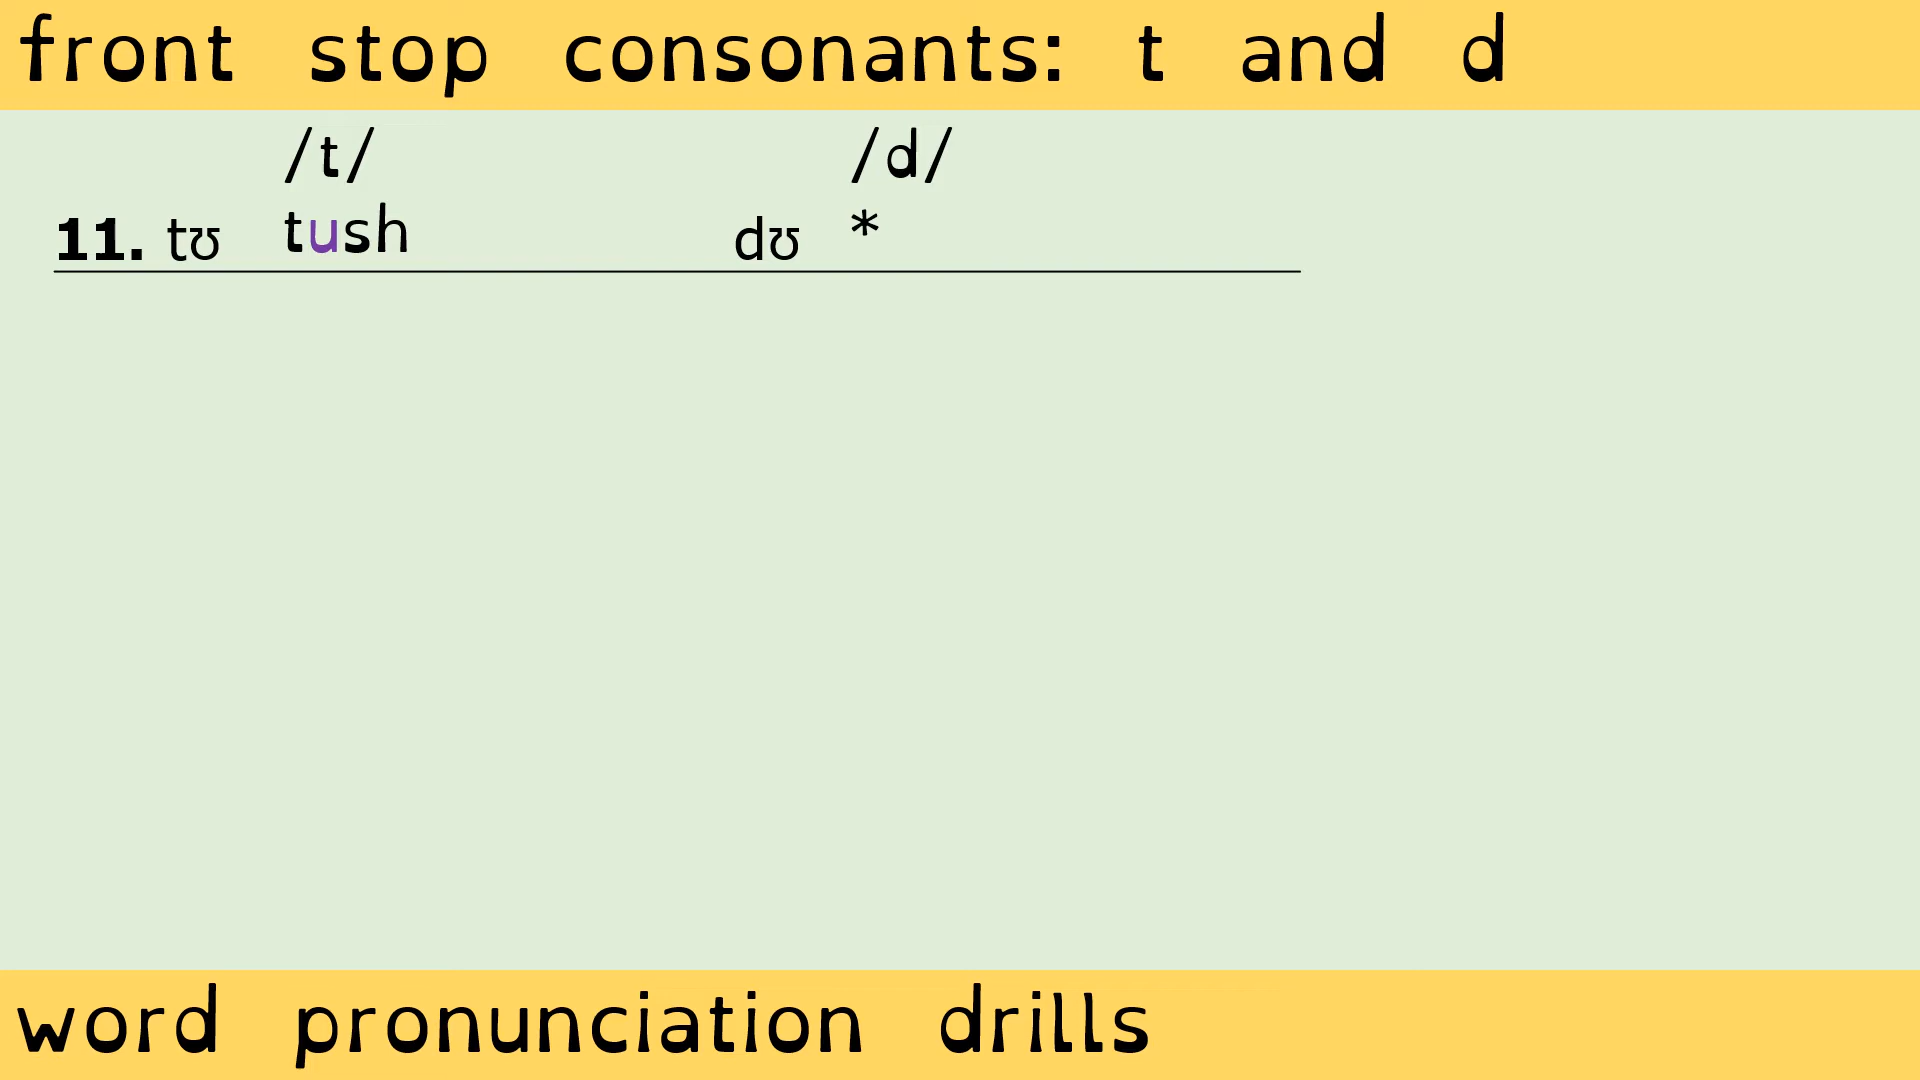 front stop consonants: t and d
/t/ /d/
11. tʊ tush dʊ *
word pronunciation drills